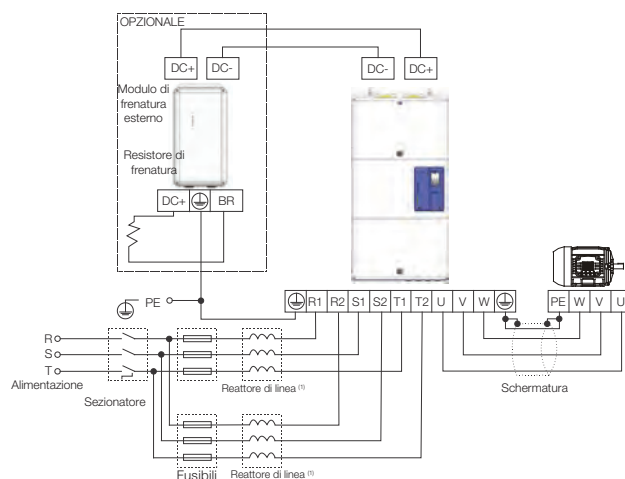 OPZIONALE
DC+ DC- DC- DC+
Modulo di
frenatura
esterno
Resistore di
frenatura
DC+ BR
PE
R1 R2 S1 S2 T1 T2 U V W PE W V U
R
S
T
Alimentazione
Sezionatore
Reattore di linea (1)
Schermatura
Fusibili
Reattore di linea (1)